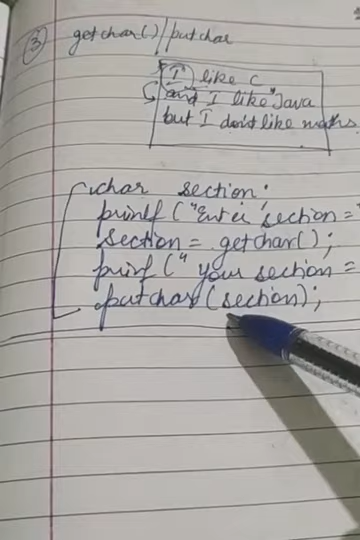 ③ getchar() / putchar
I like C
and I like Java
but I don't like maths.
char section;
printf ("Enter section =
section = getchar();
prinf (" your section =
putchar (section);